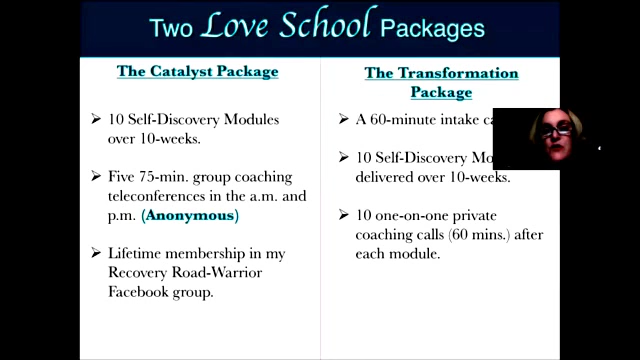 Two Love School Packages
The Catalyst Package
➢ 10 Self-Discovery Modules
over 10-weeks.
➢ Five 75-min. group coaching
teleconferences in the a.m. and
p.m. (Anonymous)
➢ Lifetime membership in my
Recovery Road-Warrior
Facebook group.
The Transformation
Package
➢ A 60-minute intake
➢ 10 Self-Discovery
delivered over 10-weeks.
➢ 10 one-on-one private
coaching calls (60 mins.) after
each module.